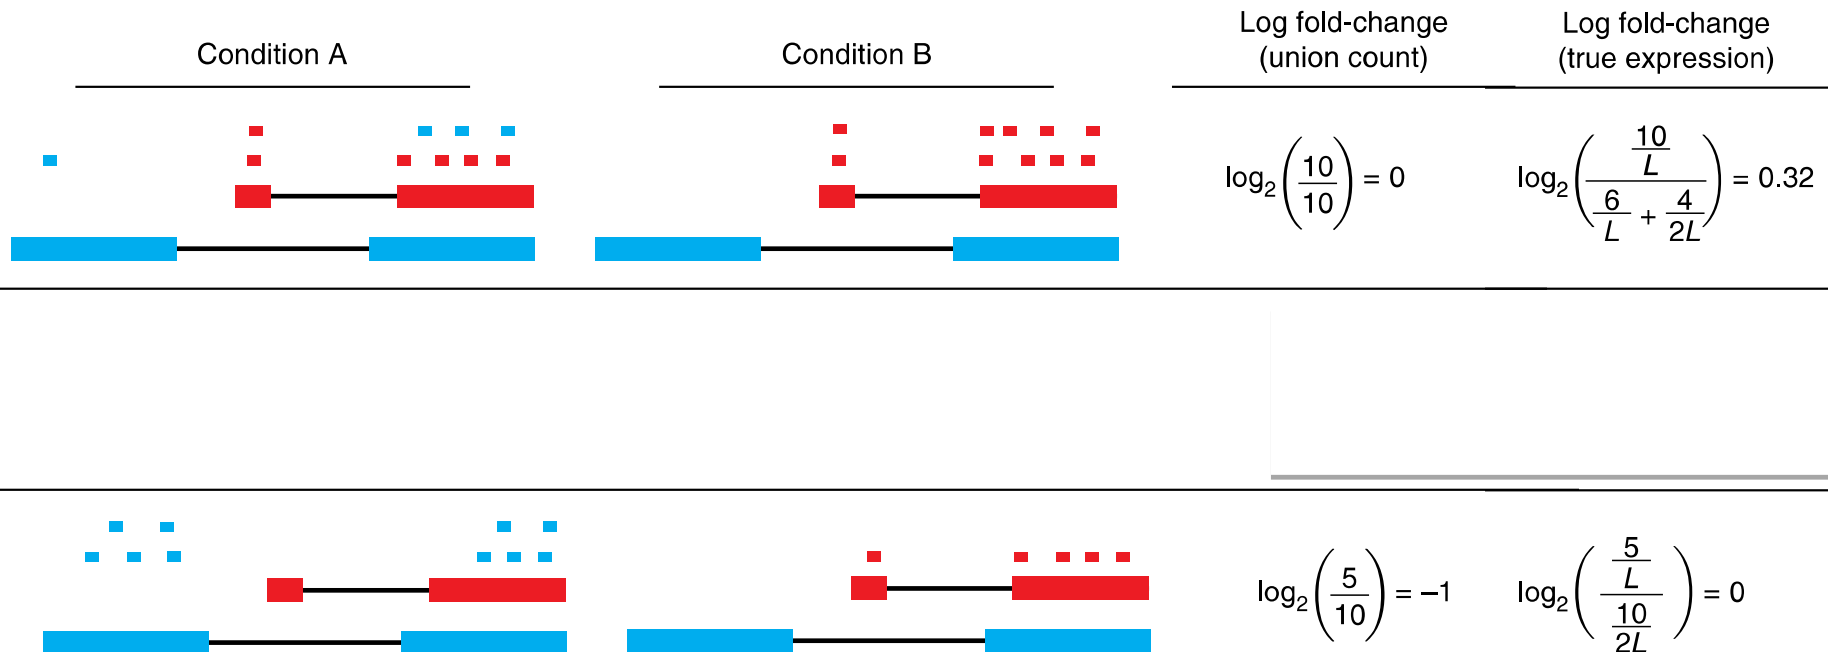 Condition A
Condition B
Log fold-change
(union count)
Log fold-change
(true expression)
log₂(10/10) = 0
log₂((10/L)/(6/L + 4/2L)) = 0.32
log₂(5/10) = –1
log₂((5/L)/(10/2L)) = 0